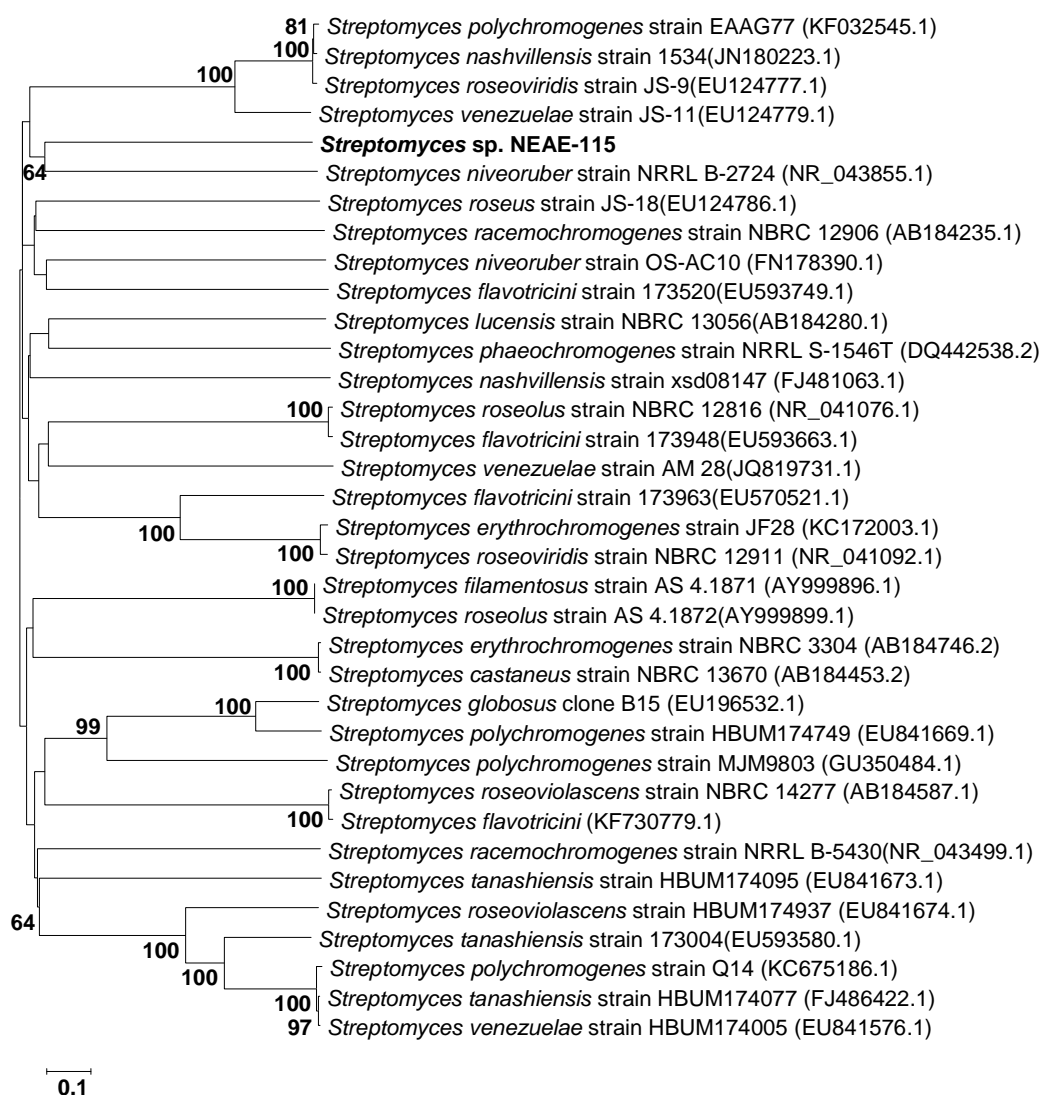 81 Streptomyces polychromogenes strain EAAG77 (KF032545.1)
100 Streptomyces nashvillensis strain 1534(JN180223.1)
100 Streptomyces roseoviridis strain JS-9(EU124777.1)
Streptomyces venezuelae strain JS-11(EU124779.1)
Streptomyces sp. NEAE-115
64 Streptomyces niveoruber strain NRRL B-2724 (NR_043855.1)
Streptomyces roseus strain JS-18(EU124786.1)
Streptomyces racemochromogenes strain NBRC 12906 (AB184235.1)
Streptomyces niveoruber strain OS-AC10 (FN178390.1)
Streptomyces flavotricini strain 173520(EU593749.1)
Streptomyces lucensis strain NBRC 13056(AB184280.1)
Streptomyces phaeochromogenes strain NRRL S-1546T (DQ442538.2)
Streptomyces nashvillensis strain xsd08147 (FJ481063.1)
100 Streptomyces roseolus strain NBRC 12816 (NR_041076.1)
Streptomyces flavotricini strain 173948(EU593663.1)
Streptomyces venezuelae strain AM 28(JQ819731.1)
Streptomyces flavotricini strain 173963(EU570521.1)
100 Streptomyces erythrochromogenes strain JF28 (KC172003.1)
100 Streptomyces roseoviridis strain NBRC 12911 (NR_041092.1)
100 Streptomyces filamentosus strain AS 4.1871 (AY999896.1)
Streptomyces roseolus strain AS 4.1872(AY999899.1)
Streptomyces erythrochromogenes strain NBRC 3304 (AB184746.2)
100 Streptomyces castaneus strain NBRC 13670 (AB184453.2)
100 Streptomyces globosus clone B15 (EU196532.1)
99 Streptomyces polychromogenes strain HBUM174749 (EU841669.1)
Streptomyces polychromogenes strain MJM9803 (GU350484.1)
Streptomyces roseoviolascens strain NBRC 14277 (AB184587.1)
100 Streptomyces flavotricini (KF730779.1)
Streptomyces racemochromogenes strain NRRL B-5430(NR_043499.1)
Streptomyces tanashiensis strain HBUM174095 (EU841673.1)
64 Streptomyces roseoviolascens strain HBUM174937 (EU841674.1)
100 Streptomyces tanashiensis strain 173004(EU593580.1)
100 Streptomyces polychromogenes strain Q14 (KC675186.1)
100 Streptomyces tanashiensis strain HBUM174077 (FJ486422.1)
97 Streptomyces venezuelae strain HBUM174005 (EU841576.1)
0.1